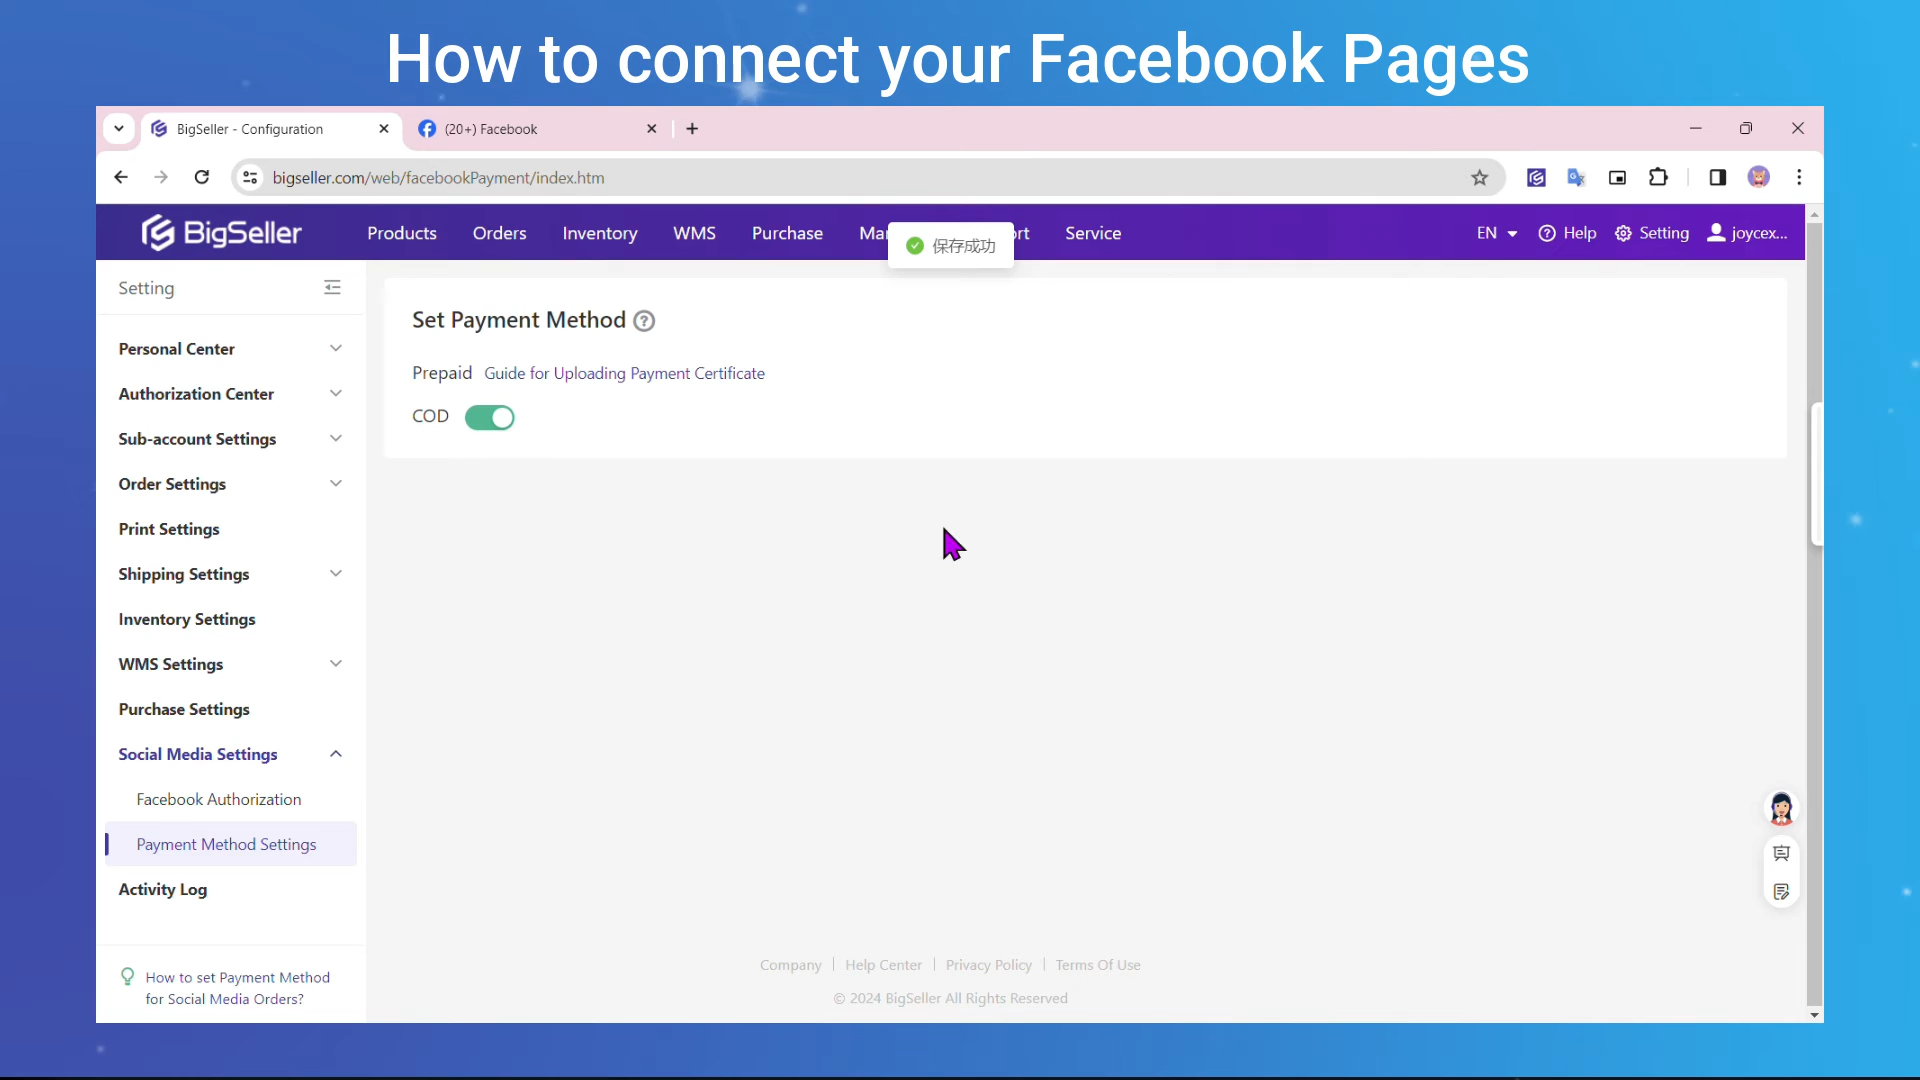 How to connect your Facebook Pages
BigSeller - Configuration
(20+) Facebook
bigseller.com/web/facebookPayment/index.htm
BigSeller Products Orders Inventory WMS Purchase Mar rt Service EN Help Setting joycex...
保存成功
Setting
Personal Center
Authorization Center
Sub-account Settings
Order Settings
Print Settings
Shipping Settings
Inventory Settings
WMS Settings
Purchase Settings
Social Media Settings
Facebook Authorization
Payment Method Settings
Activity Log
How to set Payment Method
for Social Media Orders?
Set Payment Method ?
Prepaid Guide for Uploading Payment Certificate
COD
Company | Help Center | Privacy Policy | Terms Of Use
© 2024 BigSeller All Rights Reserved